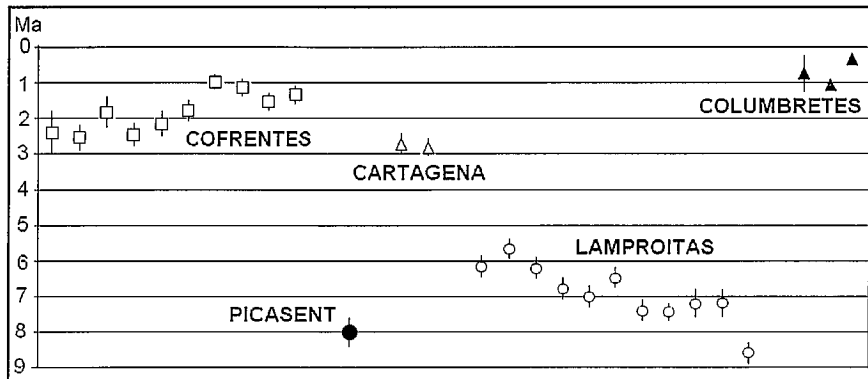 Ma
0
1
2
3
4
5
6
7
8
9
COLUMBRETES
COFRENTES
CARTAGENA
LAMPROITAS
PICASENT